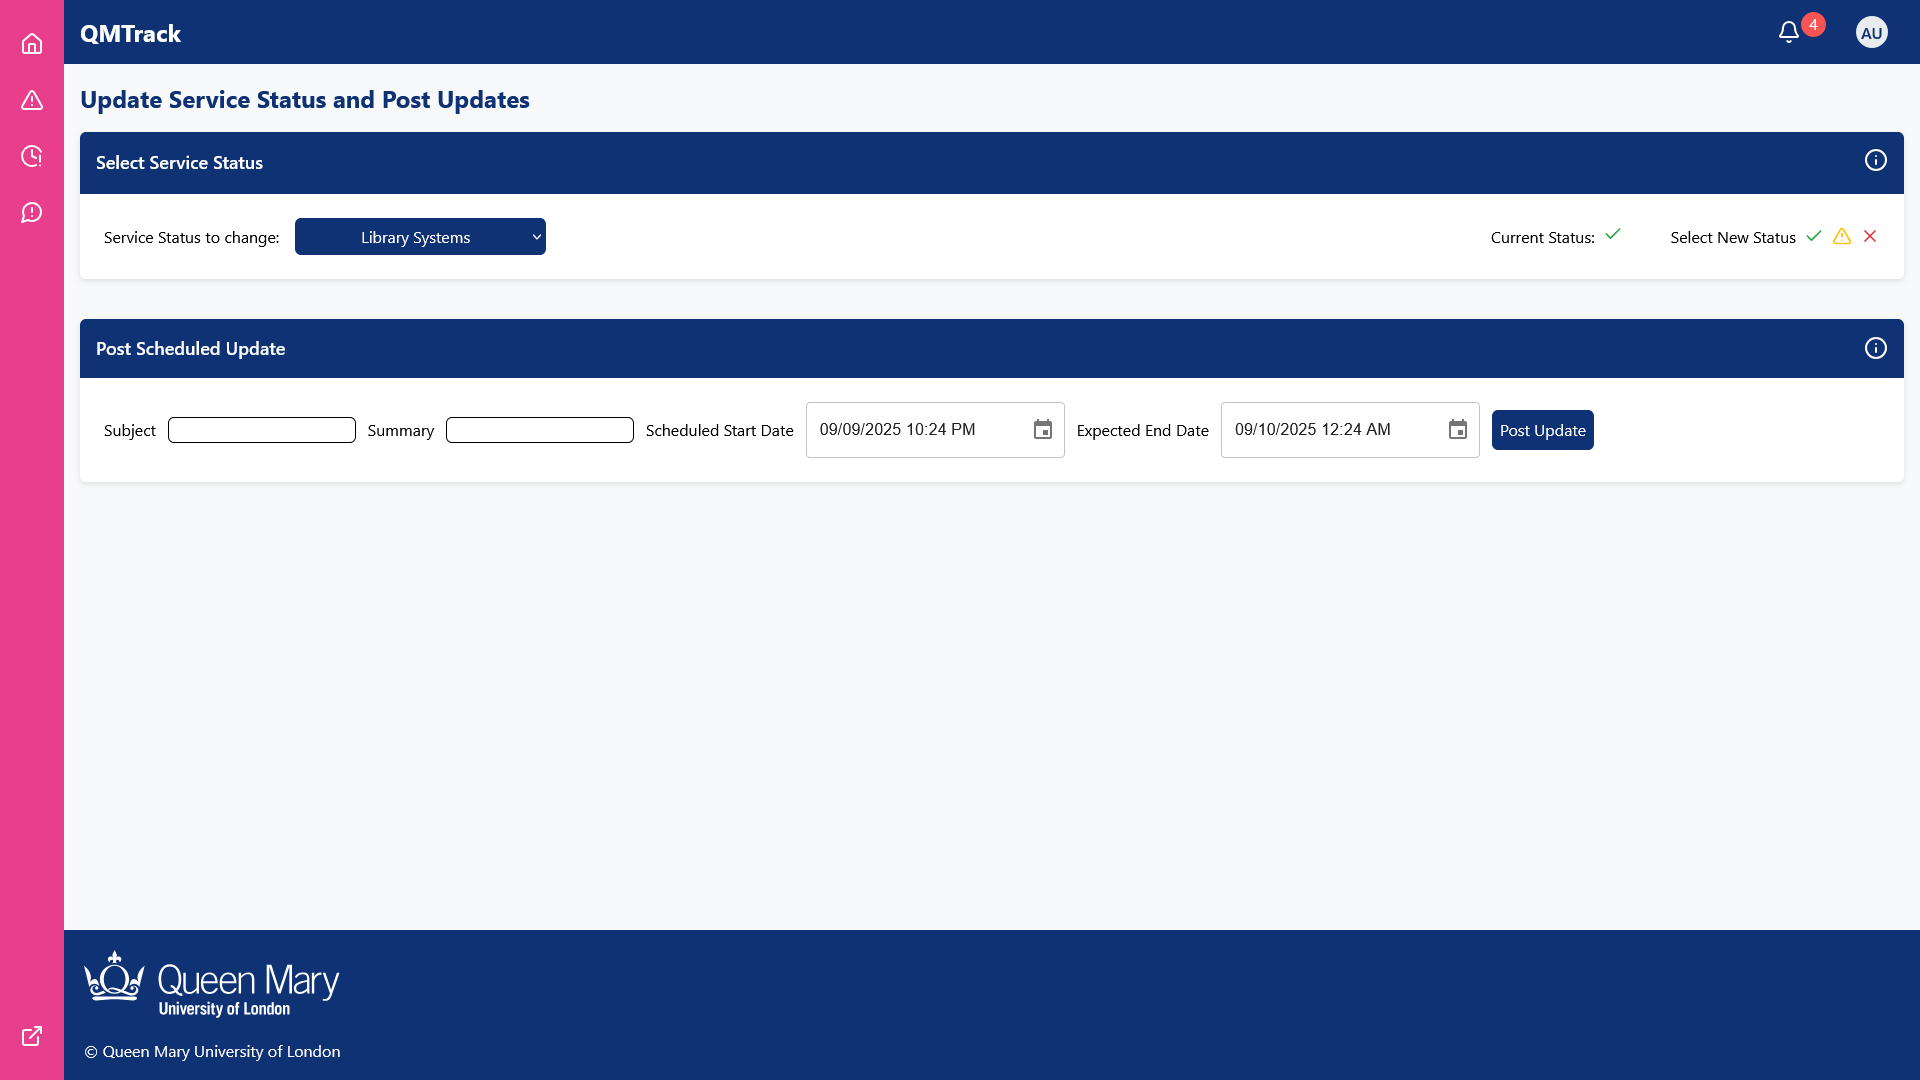 QMTrack
4
AU
Update Service Status and Post Updates
Select Service Status
Service Status to change:
Library Systems
Current Status:
Select New Status
Post Scheduled Update
Subject
Summary
Scheduled Start Date
09/09/2025 10:24 PM
Expected End Date
09/10/2025 12:24 AM
Post Update
Queen Mary
University of London
© Queen Mary University of London